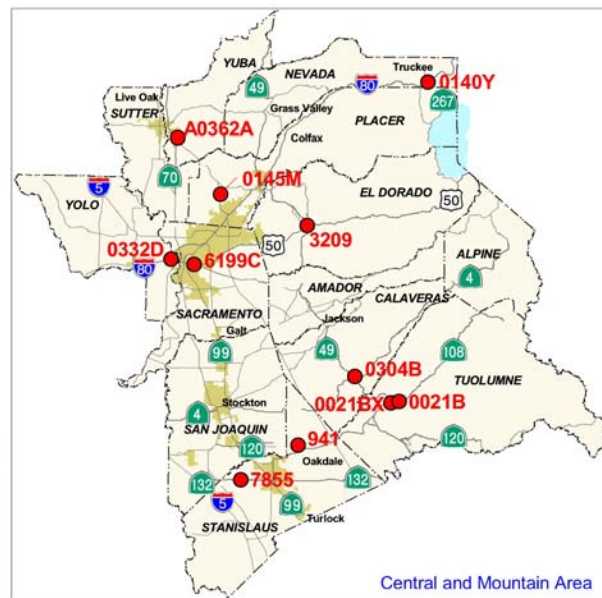 YUBA
NEVADA
Truckee
49
80
0140Y
Live Oak
Grass Valley
267
SUTTER
A0362A
PLACER
Colfax
70
0145M
5
EL DORADO
YOLO
50
3209
0332D
50
6199C
80
ALPINE
4
AMADOR
SACRAMENTO
CALAVERAS
Galt
Jackson
99
49
108
0304B
TUOLUMNE
0021BX
0021B
Stockton
4
SAN JOAQUIN
941
120
120
Oakdale
132
7855
132
5
99
STANISLAUS
Turlock
Central and Mountain Area